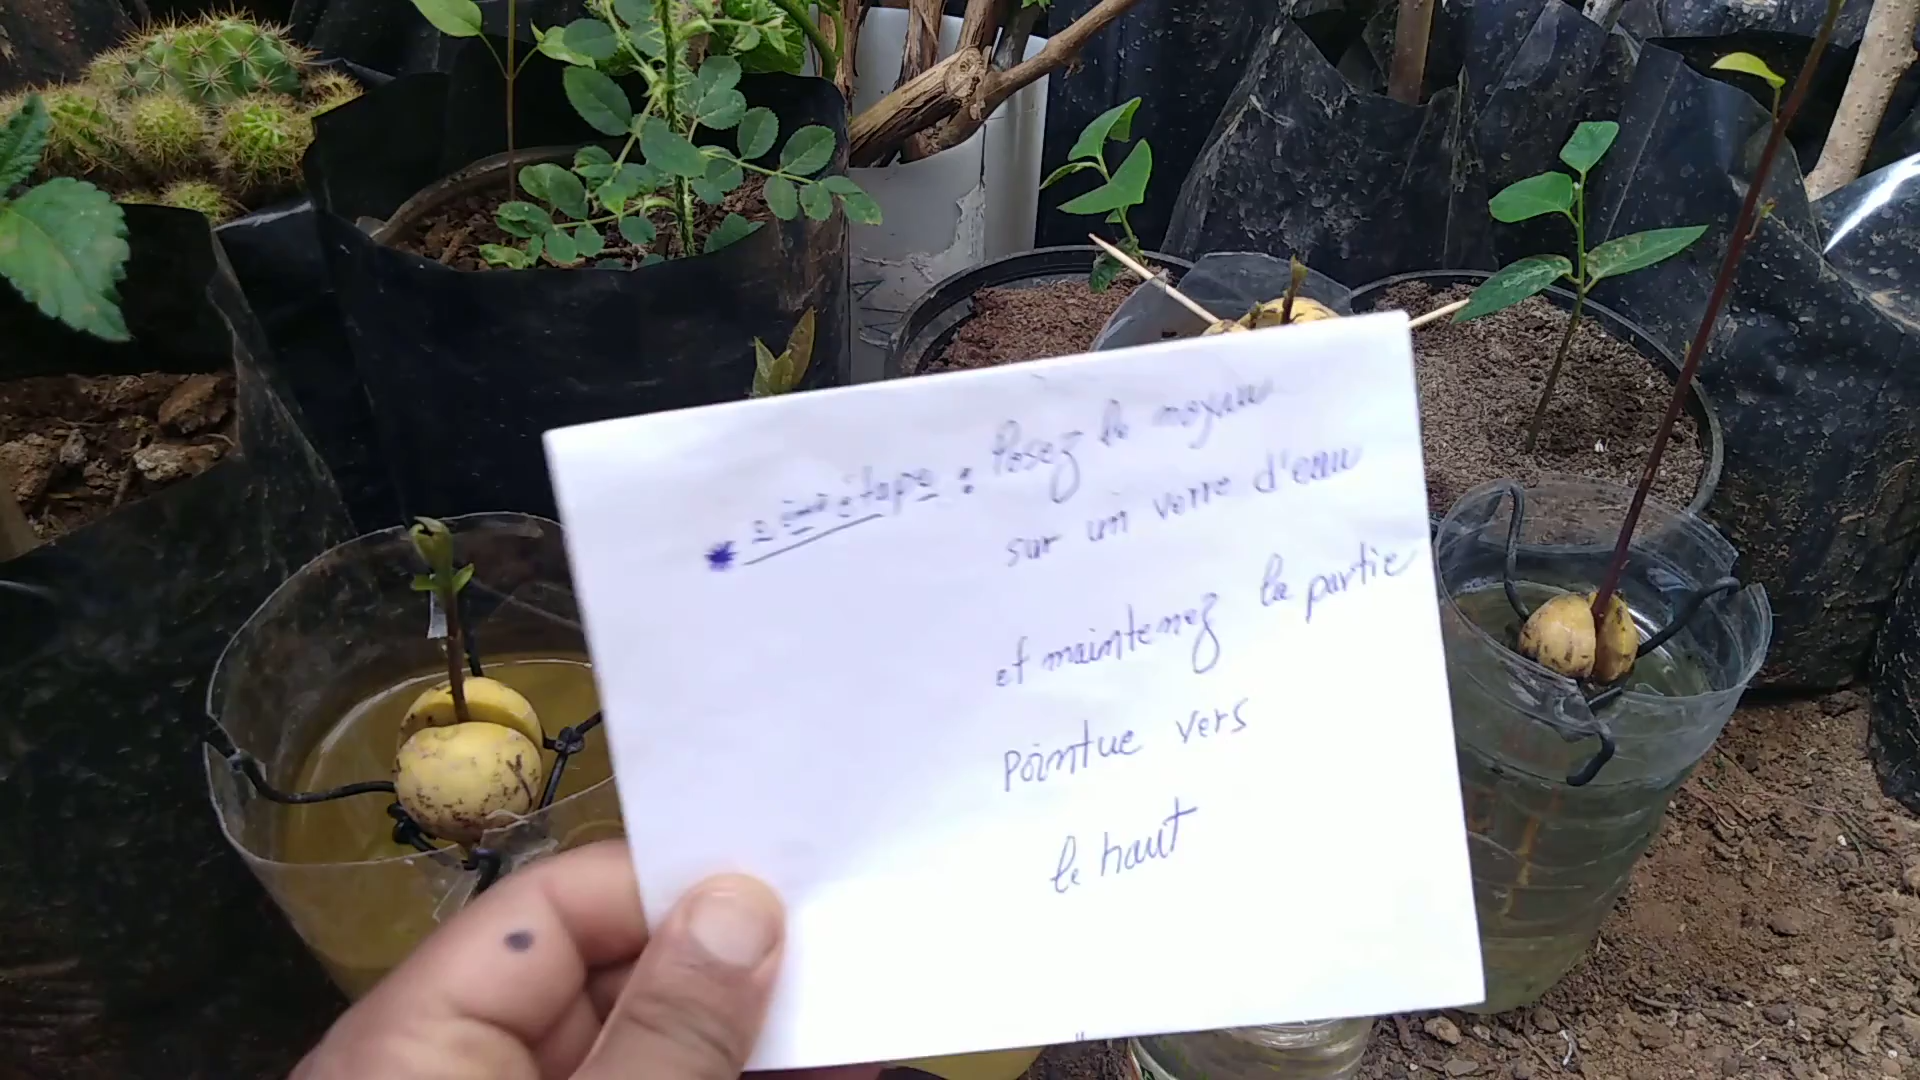 * 2ème étape : Posez le noyau
sur un verre d'eau
et maintenez la partie
pointue vers
le haut